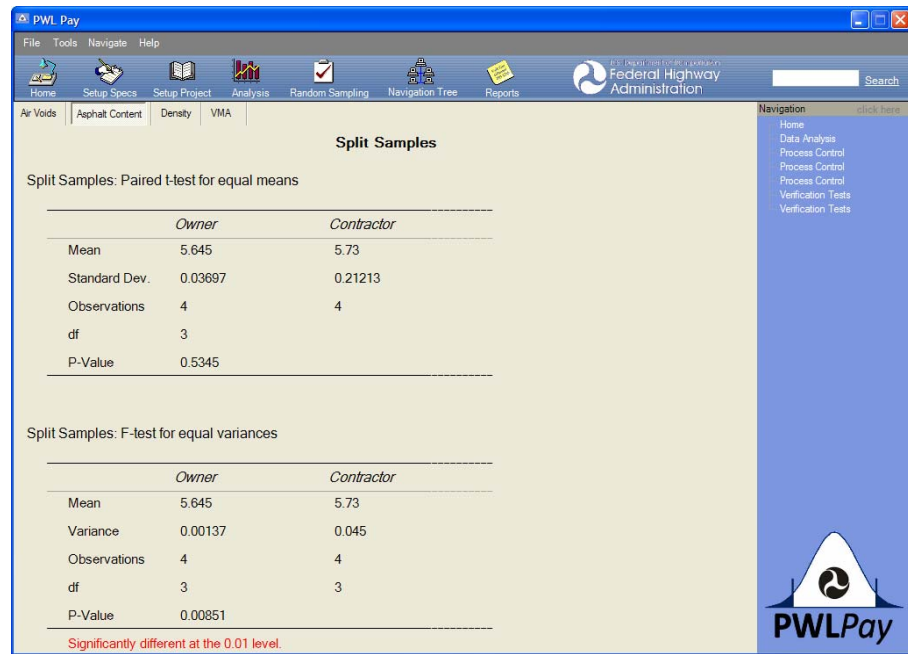 PWL Pay
File Tools Navigate Help
Home Setup Specs Setup Project Analysis Random Sampling Navigation Tree Reports
Federal Highway
Administration
Search
Air Voids Asphalt Content Density VMA
Navigation click here
Home
Data Analysis
Process Control
Process Control
Process Control
Verification Tests
Verification Tests
Split Samples
Split Samples: Paired t-test for equal means
Owner Contractor
Mean 5.645 5.73
Standard Dev. 0.03697 0.21213
Observations 4 4
df 3
P-Value 0.5345
Split Samples: F-test for equal variances
Owner Contractor
Mean 5.645 5.73
Variance 0.00137 0.045
Observations 4 4
df 3 3
P-Value 0.00851
Significantly different at the 0.01 level.
PWLPay